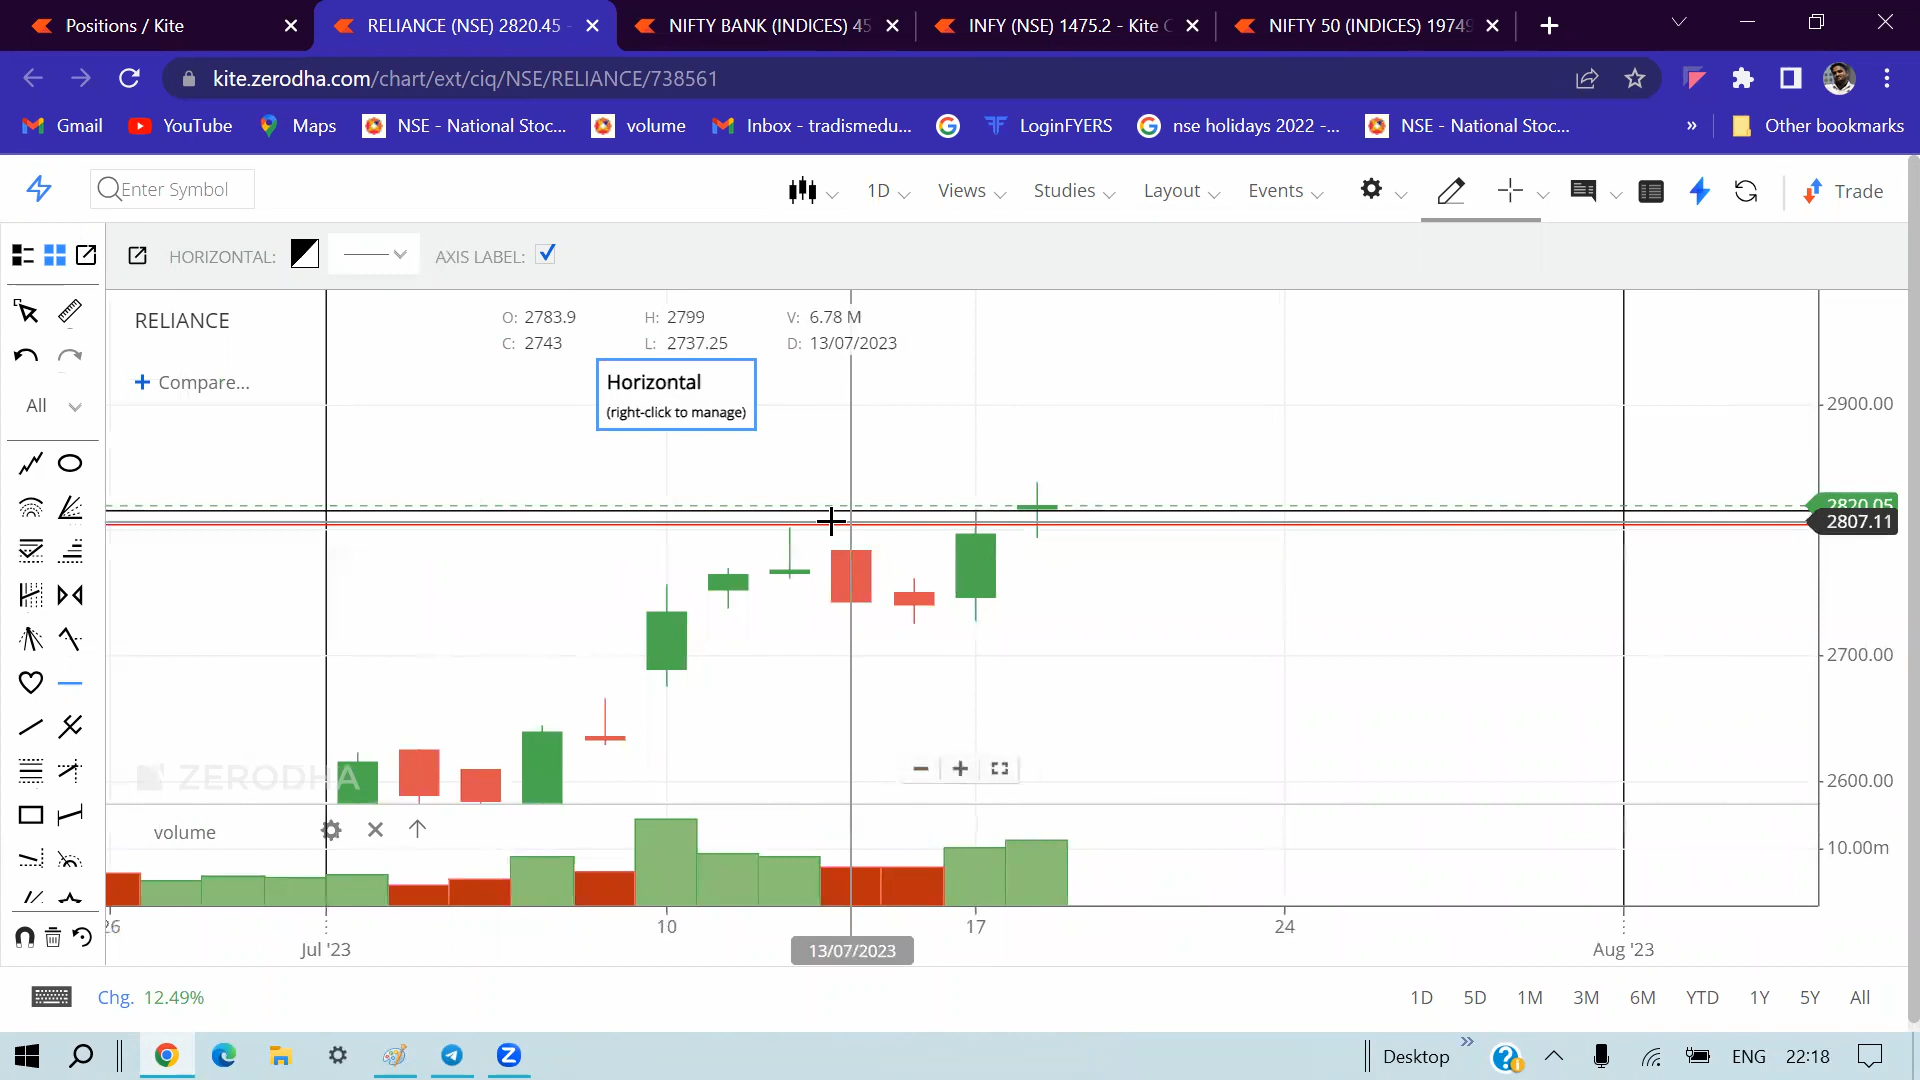 Positions / Kite
RELIANCE (NSE) 2820.45 -
NIFTY BANK (INDICES) 45
INFY (NSE) 1475.2 - Kite C
NIFTY 50 (INDICES) 19749
kite.zerodha.com/chart/ext/ciq/NSE/RELIANCE/738561
Gmail YouTube Maps NSE - National Stoc... volume Inbox - tradismedu... LoginFYERS nse holidays 2022 -... NSE - National Stoc... » Other bookmarks
Enter Symbol 1D Views Studies Layout Events Trade
HORIZONTAL: AXIS LABEL:
RELIANCE
O: 2783.9 H: 2799 V: 6.78 M
C: 2743 L: 2737.25 D: 13/07/2023
+ Compare...
Horizontal
(right-click to manage)
All
2900.00
2820.05
2807.11
2700.00
ZERODHA
2600.00
volume
10.00m
26 10 17 24
Jul '23 13/07/2023 Aug '23
Chg. 12.49% 1D 5D 1M 3M 6M YTD 1Y 5Y All
Desktop » ENG 22:18